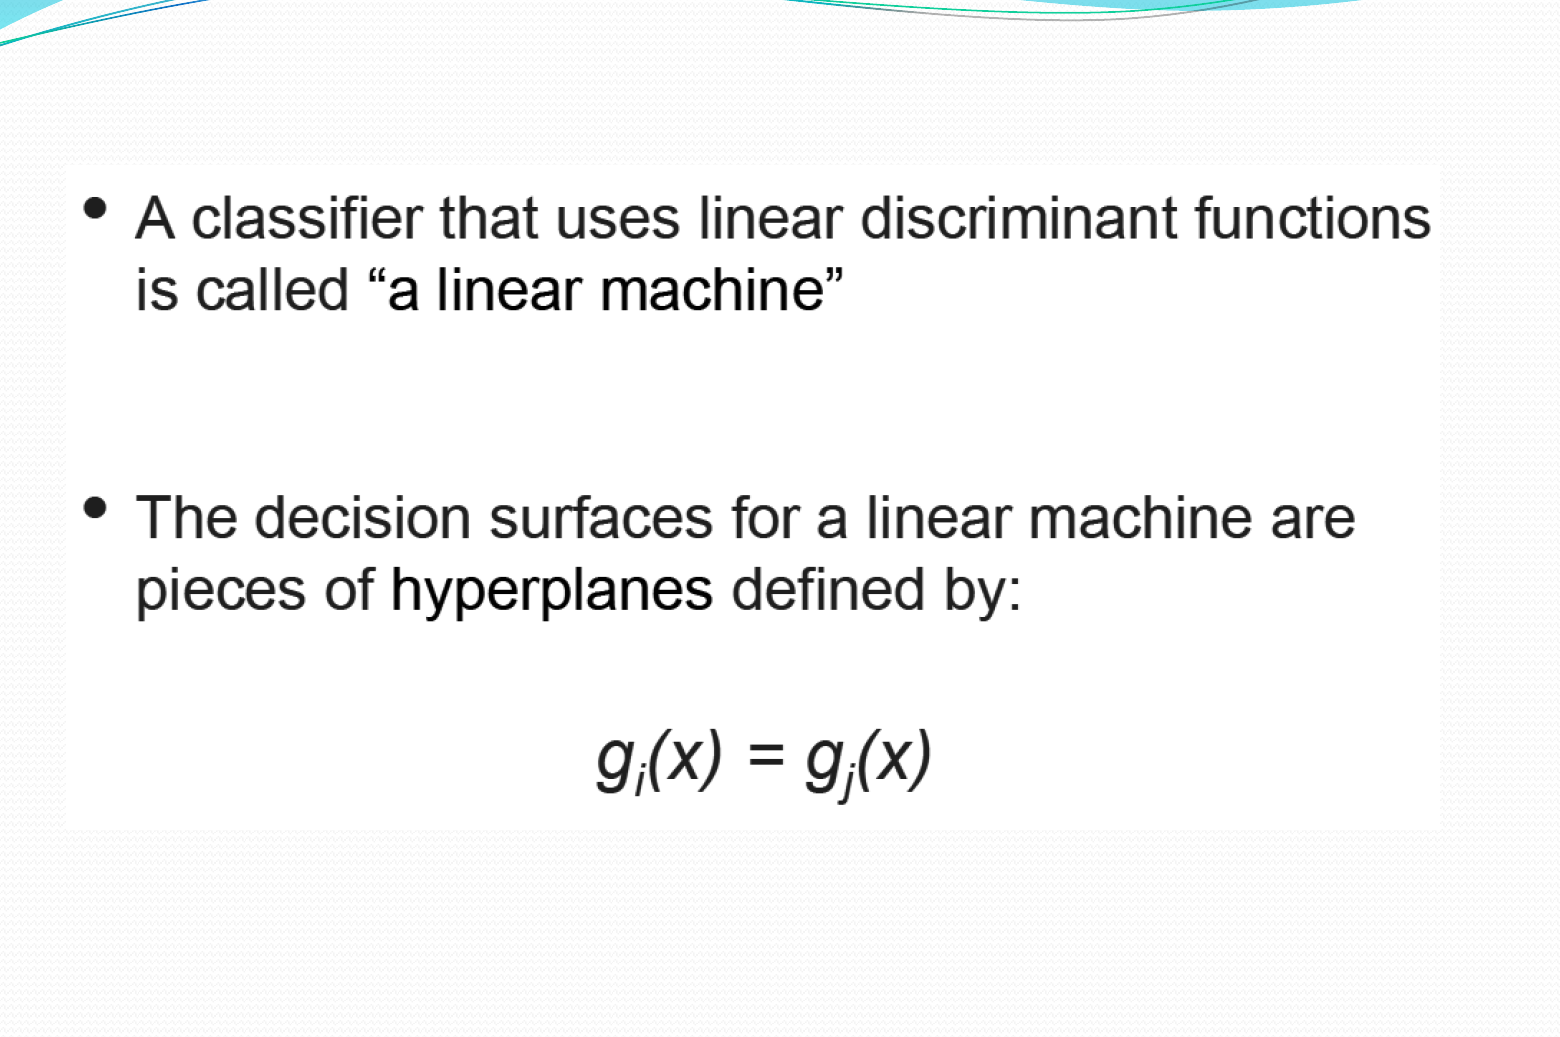 • A classifier that uses linear discriminant functions
is called “a linear machine”
• The decision surfaces for a linear machine are
pieces of hyperplanes defined by:
gᵢ(x) = gⱼ(x)